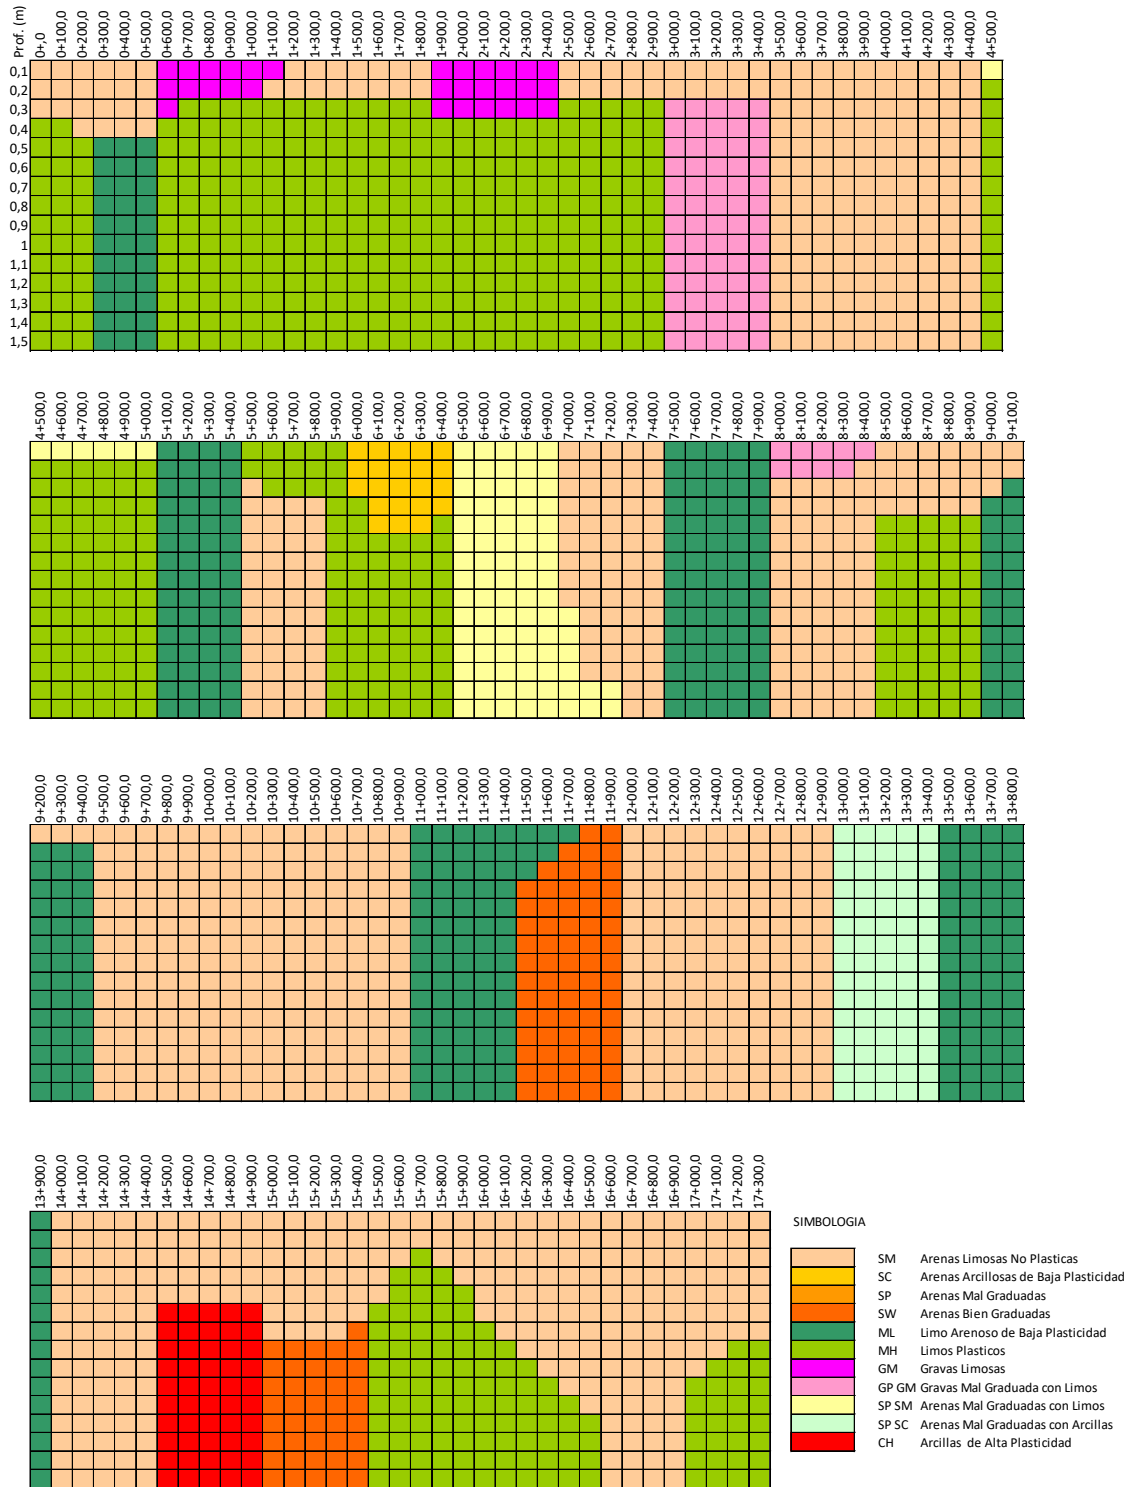 Prof. (m) 0+,0 0+100,0 0+200,0 0+300,0 0+400,0 0+500,0 0+600,0 0+700,0 0+800,0 0+900,0 1+000,0 1+100,0 1+200,0 1+300,0 1+400,0 1+500,0 1+600,0 1+700,0 1+800,0 1+900,0 2+000,0 2+100,0 2+200,0 2+300,0 2+400,0 2+500,0 2+600,0 2+700,0 2+800,0 2+900,0 3+000,0 3+100,0 3+200,0 3+300,0 3+400,0 3+500,0 3+600,0 3+700,0 3+800,0 3+900,0 4+000,0 4+100,0 4+200,0 4+300,0 4+400,0 4+500,0
0,1
0,2
0,3
0,4
0,5
0,6
0,7
0,8
0,9
1
1,1
1,2
1,3
1,4
1,5
4+500,0 4+600,0 4+700,0 4+800,0 4+900,0 5+000,0 5+100,0 5+200,0 5+300,0 5+400,0 5+500,0 5+600,0 5+700,0 5+800,0 5+900,0 6+000,0 6+100,0 6+200,0 6+300,0 6+400,0 6+500,0 6+600,0 6+700,0 6+800,0 6+900,0 7+000,0 7+100,0 7+200,0 7+300,0 7+400,0 7+500,0 7+600,0 7+700,0 7+800,0 7+900,0 8+000,0 8+100,0 8+200,0 8+300,0 8+400,0 8+500,0 8+600,0 8+700,0 8+800,0 8+900,0 9+000,0 9+100,0
9+200,0 9+300,0 9+400,0 9+500,0 9+600,0 9+700,0 9+800,0 9+900,0 10+000,0 10+100,0 10+200,0 10+300,0 10+400,0 10+500,0 10+600,0 10+700,0 10+800,0 10+900,0 11+000,0 11+100,0 11+200,0 11+300,0 11+400,0 11+500,0 11+600,0 11+700,0 11+800,0 11+900,0 12+000,0 12+100,0 12+200,0 12+300,0 12+400,0 12+500,0 12+600,0 12+700,0 12+800,0 12+900,0 13+000,0 13+100,0 13+200,0 13+300,0 13+400,0 13+500,0 13+600,0 13+700,0 13+800,0
13+900,0 14+000,0 14+100,0 14+200,0 14+300,0 14+400,0 14+500,0 14+600,0 14+700,0 14+800,0 14+900,0 15+000,0 15+100,0 15+200,0 15+300,0 15+400,0 15+500,0 15+600,0 15+700,0 15+800,0 15+900,0 16+000,0 16+100,0 16+200,0 16+300,0 16+400,0 16+500,0 16+600,0 16+700,0 16+800,0 16+900,0 17+000,0 17+100,0 17+200,0 17+300,0
SIMBOLOGIA
SM Arenas Limosas No Plasticas
SC Arenas Arcillosas de Baja Plasticidad
SP Arenas Mal Graduadas
SW Arenas Bien Graduadas
ML Limo Arenoso de Baja Plasticidad
MH Limos Plasticos
GM Gravas Limosas
GP GM Gravas Mal Graduada con Limos
SP SM Arenas Mal Graduadas con Limos
SP SC Arenas Mal Graduadas con Arcillas
CH Arcillas de Alta Plasticidad